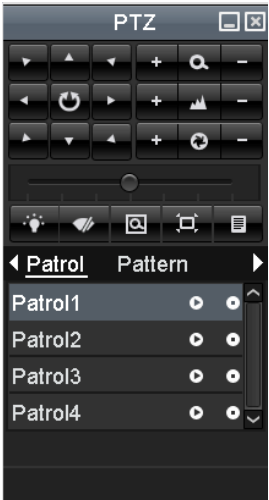 PTZ
+ -
+ -
+ -
Patrol Pattern
Patrol1
Patrol2
Patrol3
Patrol4